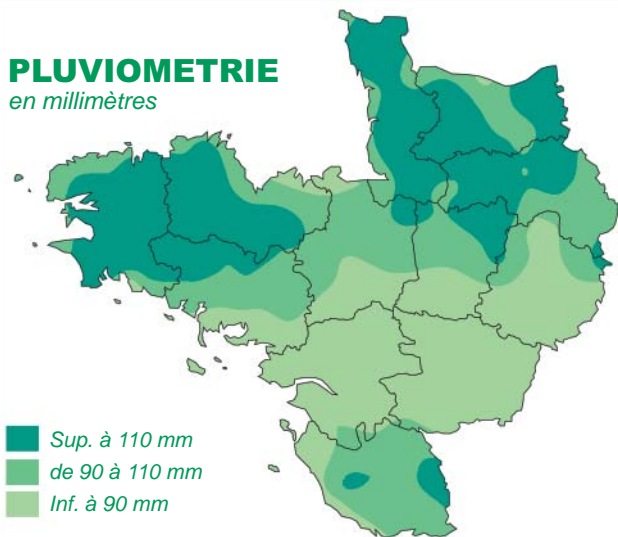 PLUVIOMETRIE
en millimètres
Sup. à 110 mm
de 90 à 110 mm
Inf. à 90 mm